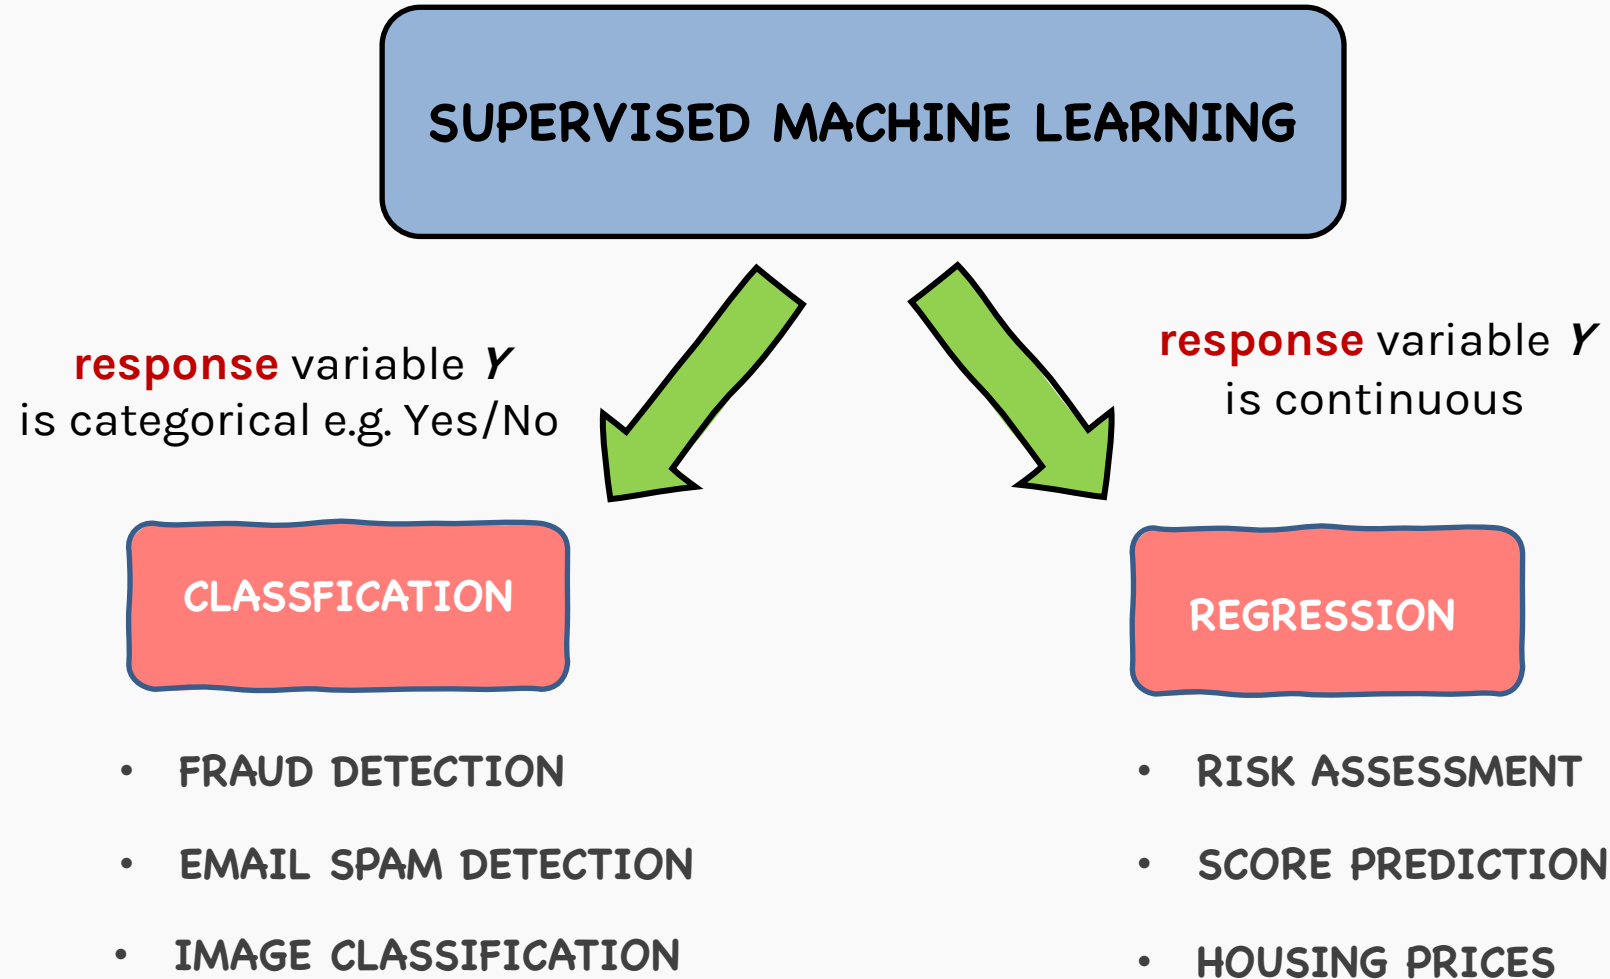 SUPERVISED MACHINE LEARNING
response variable Y
is categorical e.g. Yes/No
response variable Y
is continuous
CLASSFICATION
REGRESSION
• FRAUD DETECTION
• EMAIL SPAM DETECTION
• IMAGE CLASSIFICATION
• RISK ASSESSMENT
• SCORE PREDICTION
• HOUSING PRICES